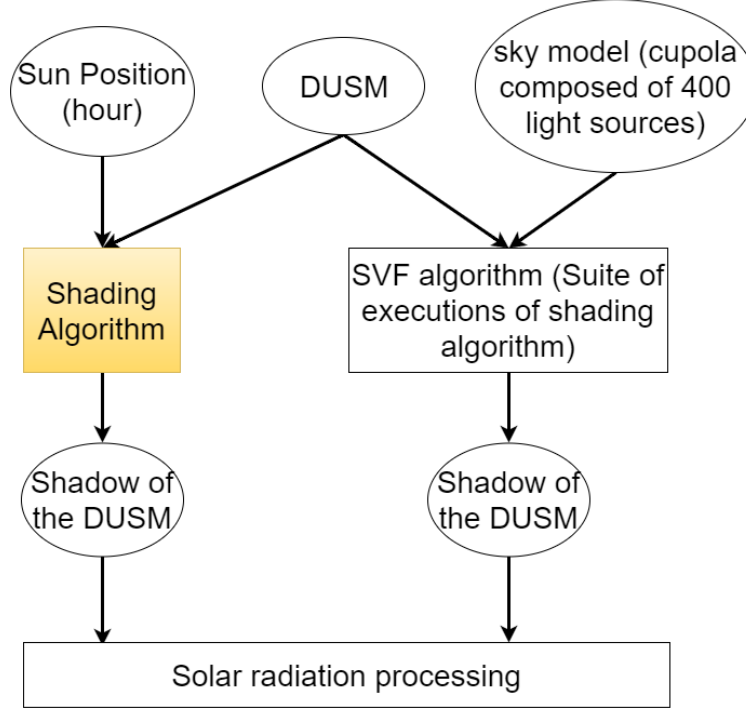 Sun Position
(hour)
DUSM
sky model (cupola
composed of 400
light sources)
Shading
Algorithm
SVF algorithm (Suite of
executions of shading
algorithm)
Shadow of
the DUSM
Shadow of
the DUSM
Solar radiation processing